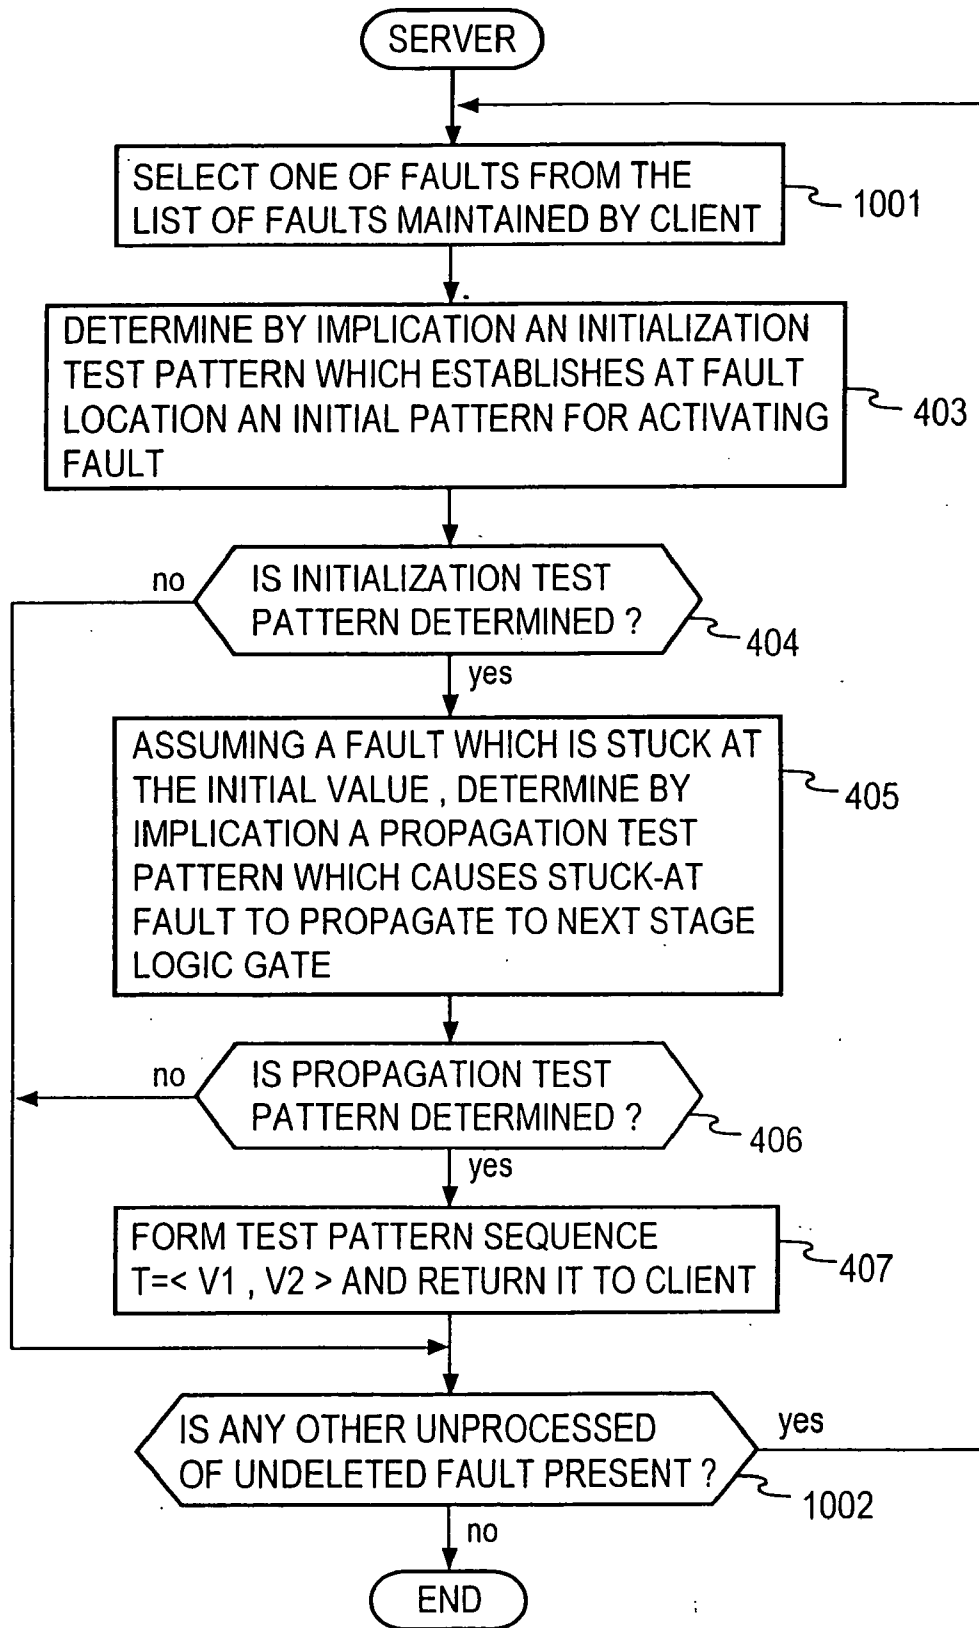 SERVER
SELECT ONE OF FAULTS FROM THE
LIST OF FAULTS MAINTAINED BY CLIENT
1001
DETERMINE BY IMPLICATION AN INITIALIZATION
TEST PATTERN WHICH ESTABLISHES AT FAULT
LOCATION AN INITIAL PATTERN FOR ACTIVATING
FAULT
403
no
IS INITIALIZATION TEST
PATTERN DETERMINED ?
404
yes
ASSUMING A FAULT WHICH IS STUCK AT
THE INITIAL VALUE , DETERMINE BY
IMPLICATION A PROPAGATION TEST
PATTERN WHICH CAUSES STUCK-AT
FAULT TO PROPAGATE TO NEXT STAGE
LOGIC GATE
405
no
IS PROPAGATION TEST
PATTERN DETERMINED ?
406
yes
FORM TEST PATTERN SEQUENCE
T=< V1 , V2 > AND RETURN IT TO CLIENT
407
IS ANY OTHER UNPROCESSED
OF UNDELETED FAULT PRESENT ?
yes
1002
no
END